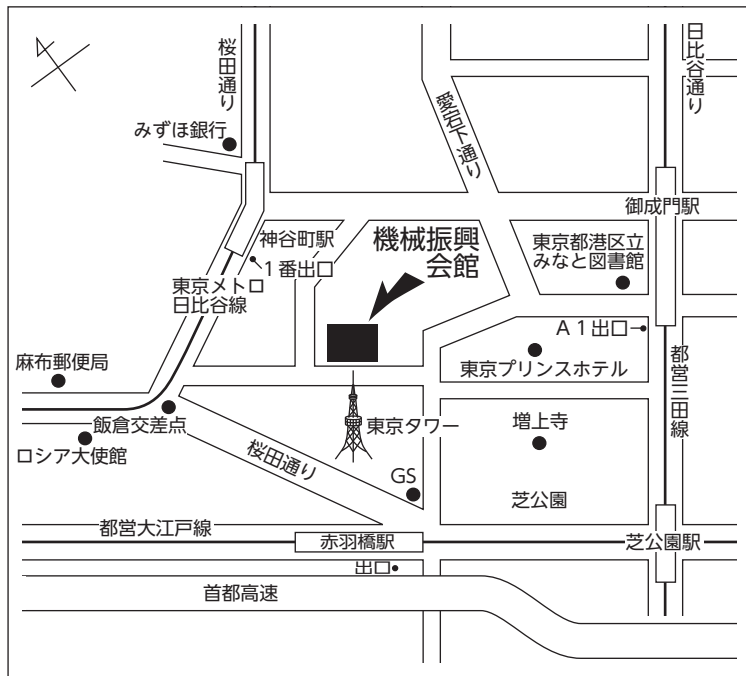 桜田通り
日比谷通り
愛宕下通り
みずほ銀行
御成門駅
神谷町駅
1番出口
機械振興
会館
東京都港区立
みなと図書館
東京メトロ
日比谷線
A1出口
都営三田線
麻布郵便局
東京プリンスホテル
飯倉交差点
東京タワー
増上寺
ロシア大使館
桜田通り
GS
芝公園
都営大江戸線
赤羽橋駅
芝公園駅
出口
首都高速